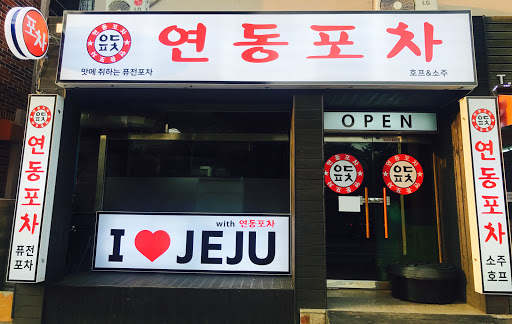 포차
연동포차
맛에 취하는 퓨전포차
호프&소주
OPEN
연동포차
퓨전
포차
with 연동포차
I ❤ JEJU
연동포차
소주
호프